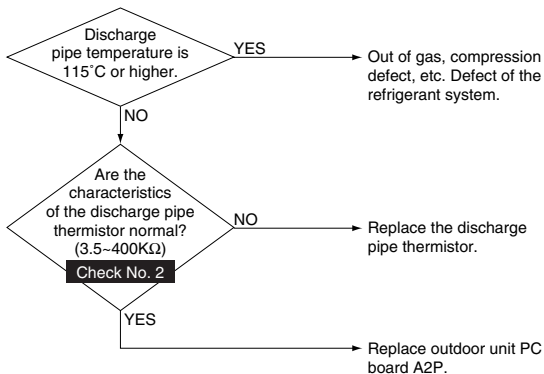 Discharge
pipe temperature is
115°C or higher.
YES
Out of gas, compression
defect, etc. Defect of the
refrigerant system.
NO
Are the
characteristics
of the discharge pipe
thermistor normal?
(3.5~400KΩ)
Check No. 2
NO
Replace the discharge
pipe thermistor.
YES
Replace outdoor unit PC
board A2P.